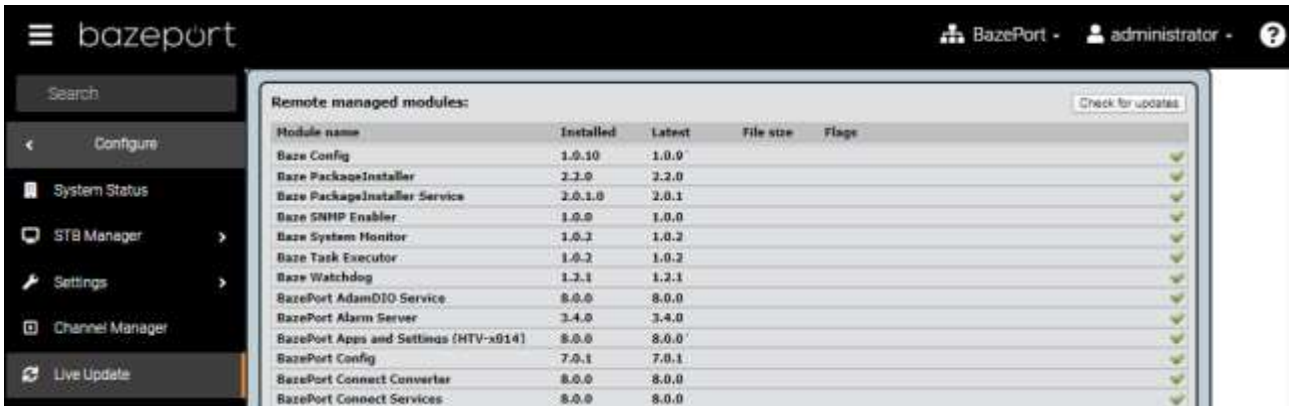 bazeport
BazePort
administrator
?
Search
Configure
System Status
STB Manager
Settings
Channel Manager
Live Update
Remote managed modules:
Check for updates
Module name Installed Latest File size Flags
Baze Config 1.0.10 1.0.9*
Baze PackageInstaller 2.2.0 2.2.0
Baze PackageInstaller Service 2.0.1.0 2.0.1
Baze SNMP Enabler 1.0.0 1.0.0
Baze System Monitor 1.0.2 1.0.2
Baze Task Executor 1.0.2 1.0.2
Baze Watchdog 1.2.1 1.2.1
BazePort AdamDIO Service 8.0.0 8.0.0
BazePort Alarm Server 3.4.0 3.4.0
BazePort Apps and Settings (HTV-x014) 8.0.0 8.0.0*
BazePort Config 7.0.1 7.0.1
BazePort Connect Converter 8.0.0 8.0.0
BazePort Connect Services 8.0.0 8.0.0